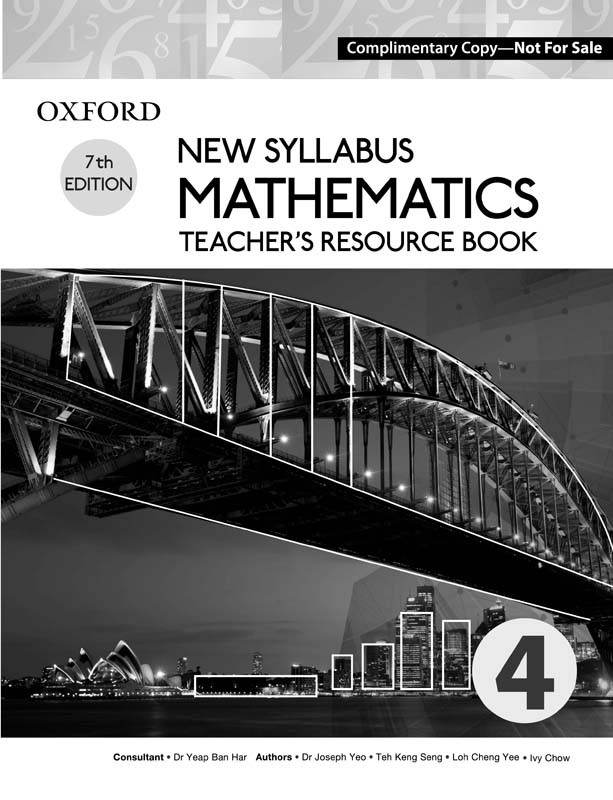 Complimentary Copy—Not For Sale
OXFORD
7th
EDITION
NEW SYLLABUS
MATHEMATICS
TEACHER'S RESOURCE BOOK
4
Consultant • Dr Yeap Ban Har Authors • Dr Joseph Yeo • Teh Keng Seng • Loh Cheng Yee • Ivy Chow